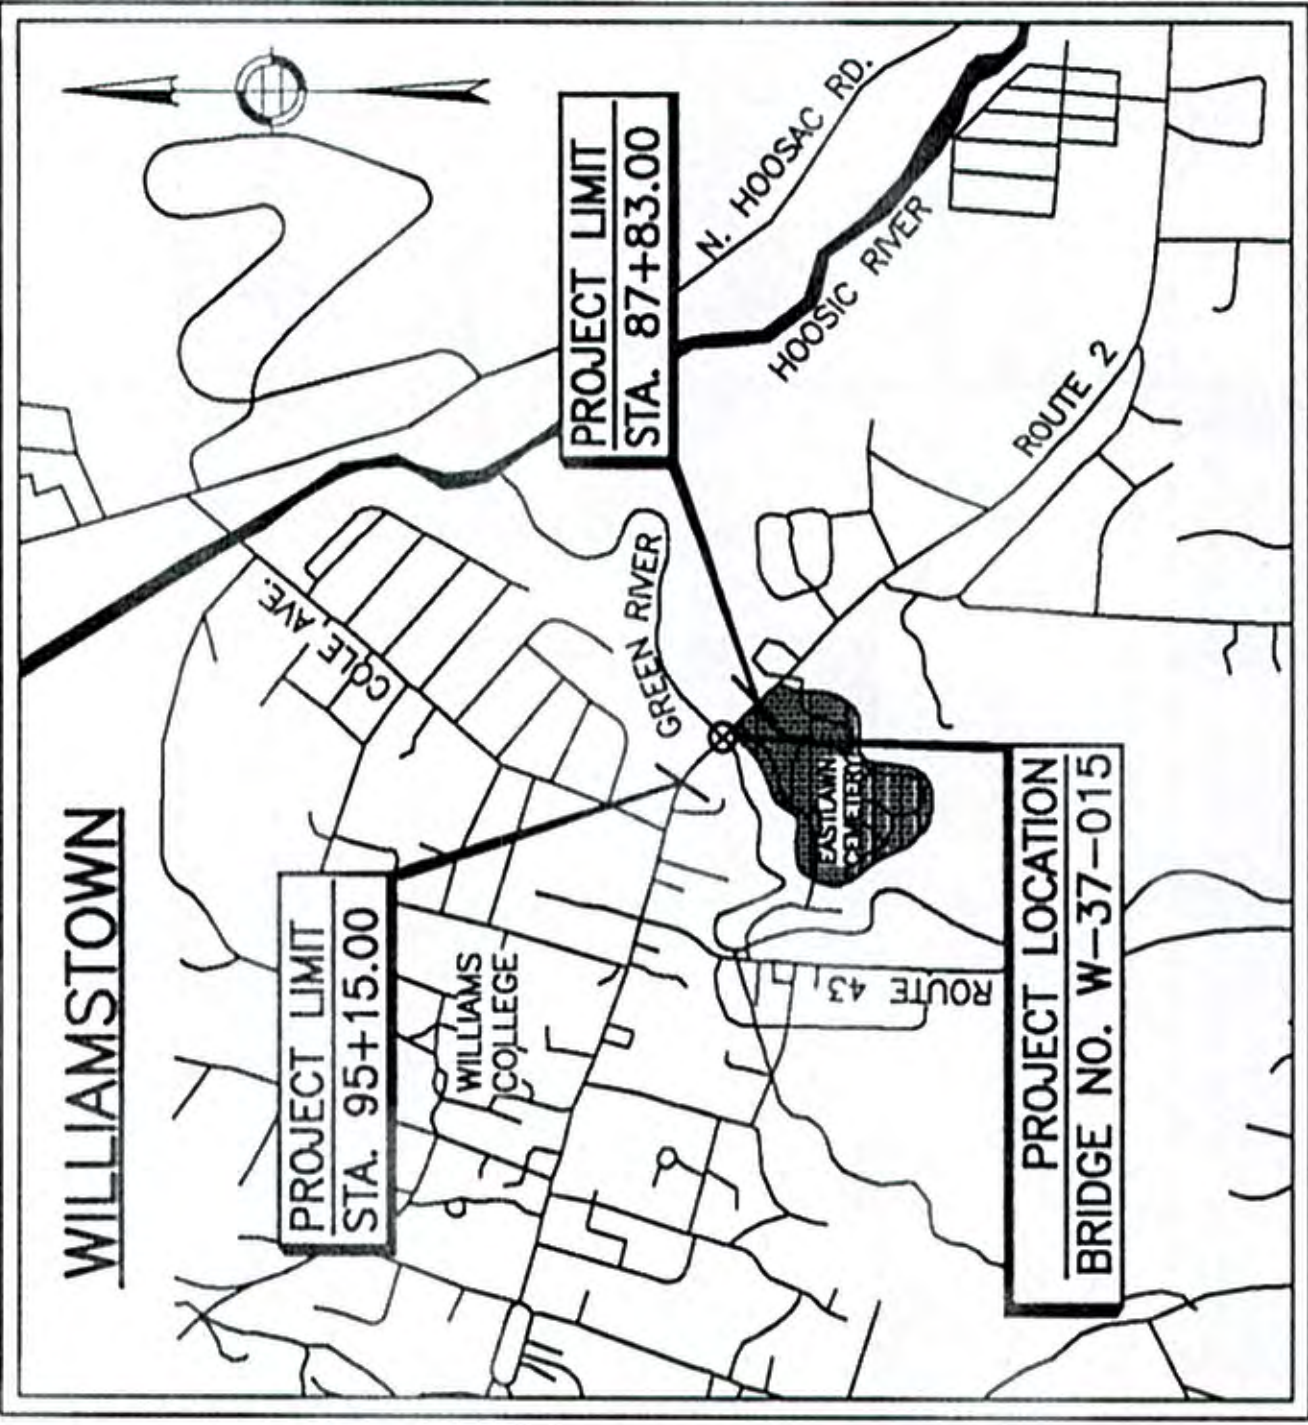 WILLIAMSTOWN
PROJECT LIMIT
STA. 95+15.00
COLE AVE.
WILLIAMS
COLLEGE
PROJECT LIMIT
STA. 87+83.00
GREEN RIVER
N. HOOSAC RD.
HOOSIC RIVER
EASTLAWN
CEMETERY
ROUTE 43
ROUTE 2
PROJECT LOCATION
BRIDGE NO. W-37-015